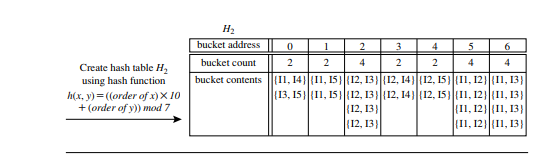 H2
bucket address 0 1 2 3 4 5 6
bucket count 2 2 4 2 2 4 4
bucket contents {I1, I4} {I1, I5} {I2, I3} {I2, I4} {I2, I5} {I1, I2} {I1, I3}
{I3, I5} {I1, I5} {I2, I3} {I2, I4} {I2, I5} {I1, I2} {I1, I3}
{I2, I3} {I1, I2} {I1, I3}
{I2, I3} {I1, I2} {I1, I3}
Create hash table H2
using hash function
h(x, y) = ((order of x) × 10
+ (order of y)) mod 7